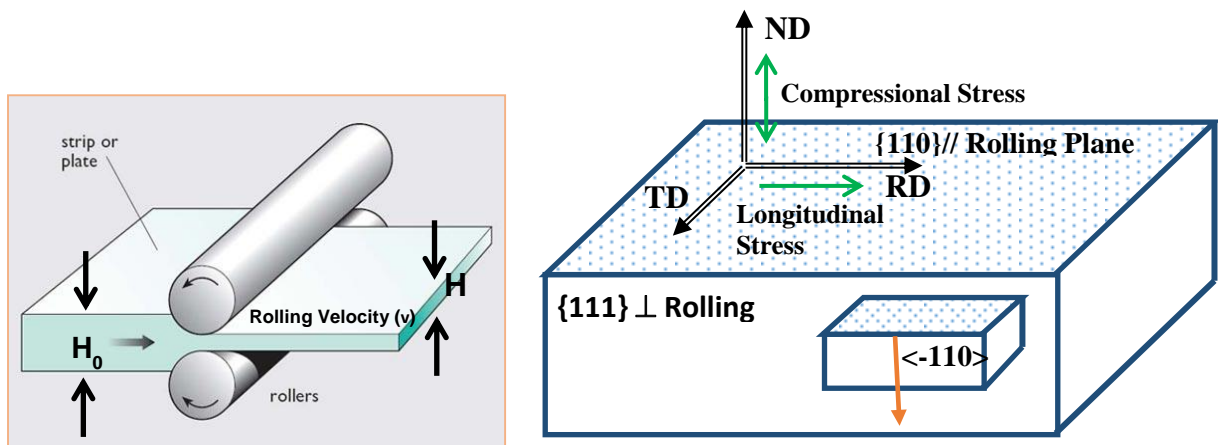 strip or
plate
H₀
Rolling Velocity (v)
H
rollers
ND
Compressional Stress
{110}// Rolling Plane
RD
TD
Longitudinal
Stress
{111} ⊥ Rolling
<-110>